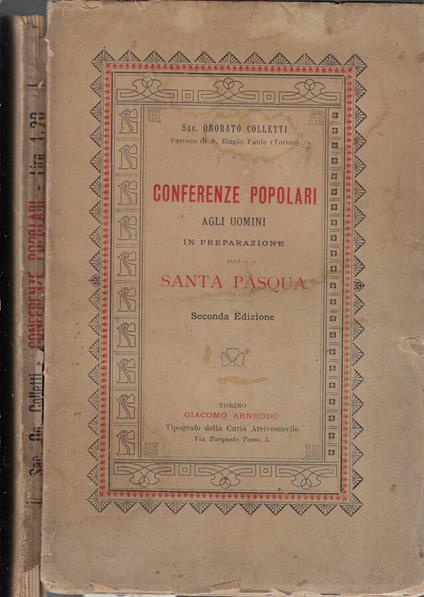 Sac. On. Colletti - CONFERENZE POPOLARI - Lire 1,20
Sac. ONORATO COLLETTI
Parroco di S. Biagio Faule (Torino)
CONFERENZE POPOLARI
AGLI UOMINI
IN PREPARAZIONE
ALLA
SANTA PASQUA
Seconda Edizione
TORINO
GIACOMO ARNEODO
Tipografo della Curia Arcivescovile
Via Torquato Tasso, 5.